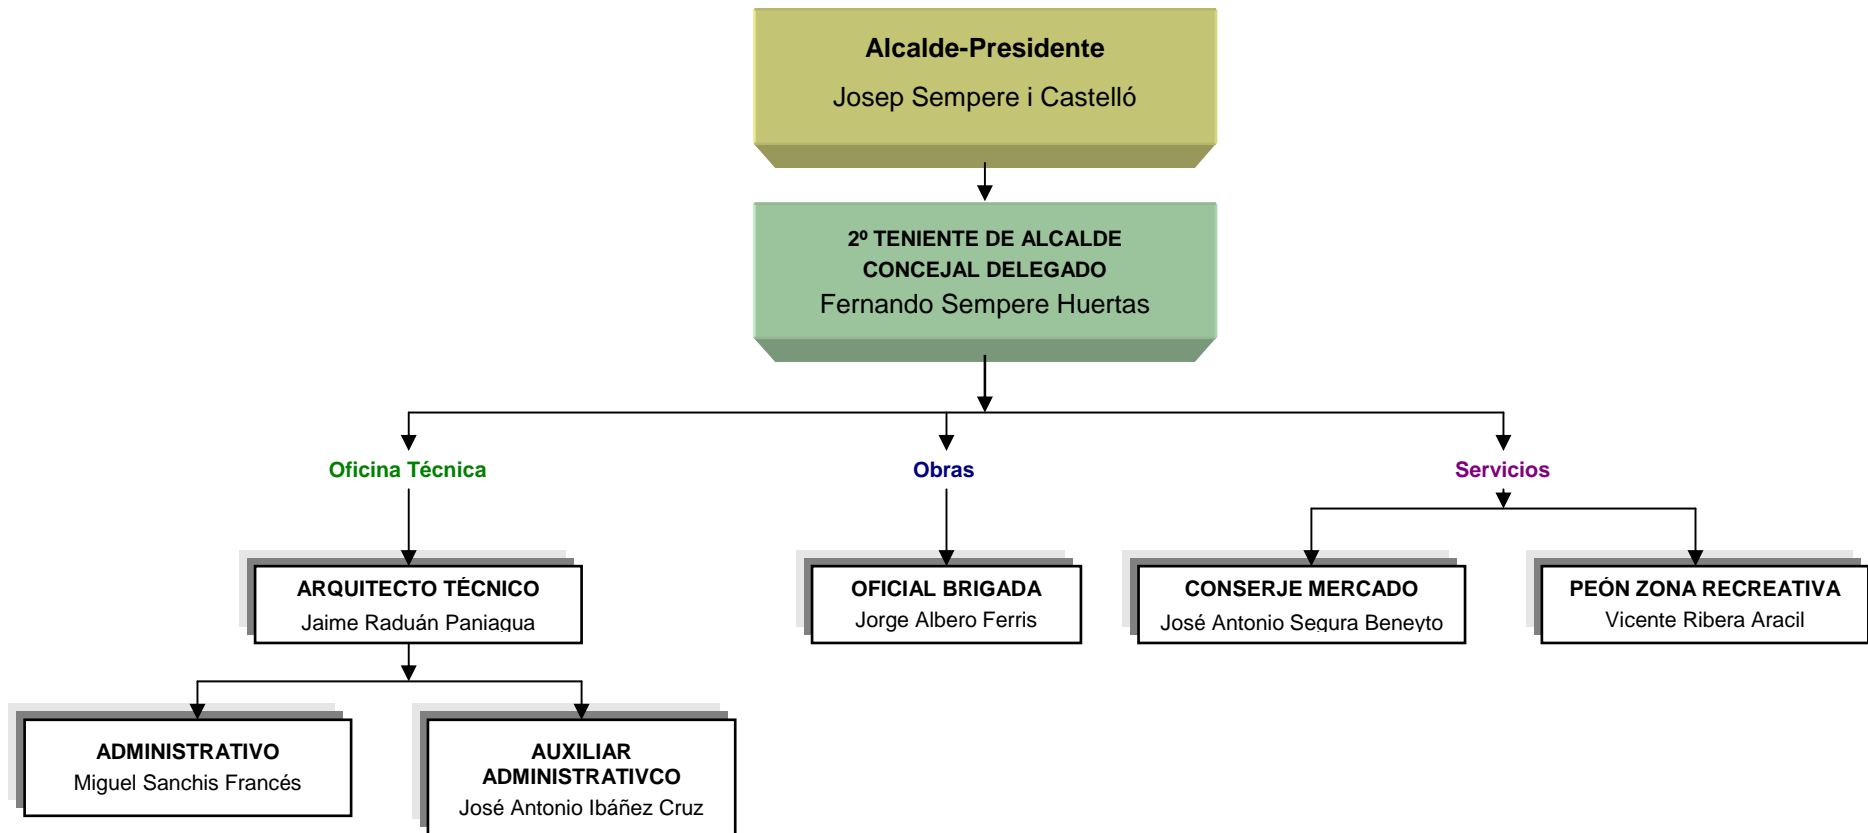 Alcalde-Presidente
Josep Sempere i Castelló
2º TENIENTE DE ALCALDE
CONCEJAL DELEGADO
Fernando Sempere Huertas
Oficina Técnica
Obras
Servicios
ARQUITECTO TÉCNICO
Jaime Raduán Paniagua
OFICIAL BRIGADA
Jorge Albero Ferris
CONSERJE MERCADO
José Antonio Segura Beneyto
PEÓN ZONA RECREATIVA
Vicente Ribera Aracil
ADMINISTRATIVO
Miguel Sanchis Francés
AUXILIAR
ADMINISTRATIVCO
José Antonio Ibáñez Cruz